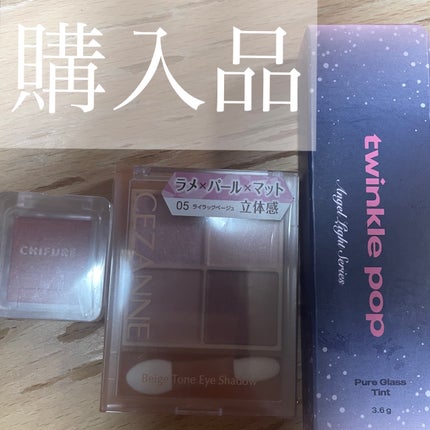 購入品
CHIFURE
CEZANNE
ラメ×パール×マット
05 ライラックベージュ 立体感
Beige Tone Eye Shadow
twinkle pop
Angel Light Series
Pure Glass
Tint
3.6 g